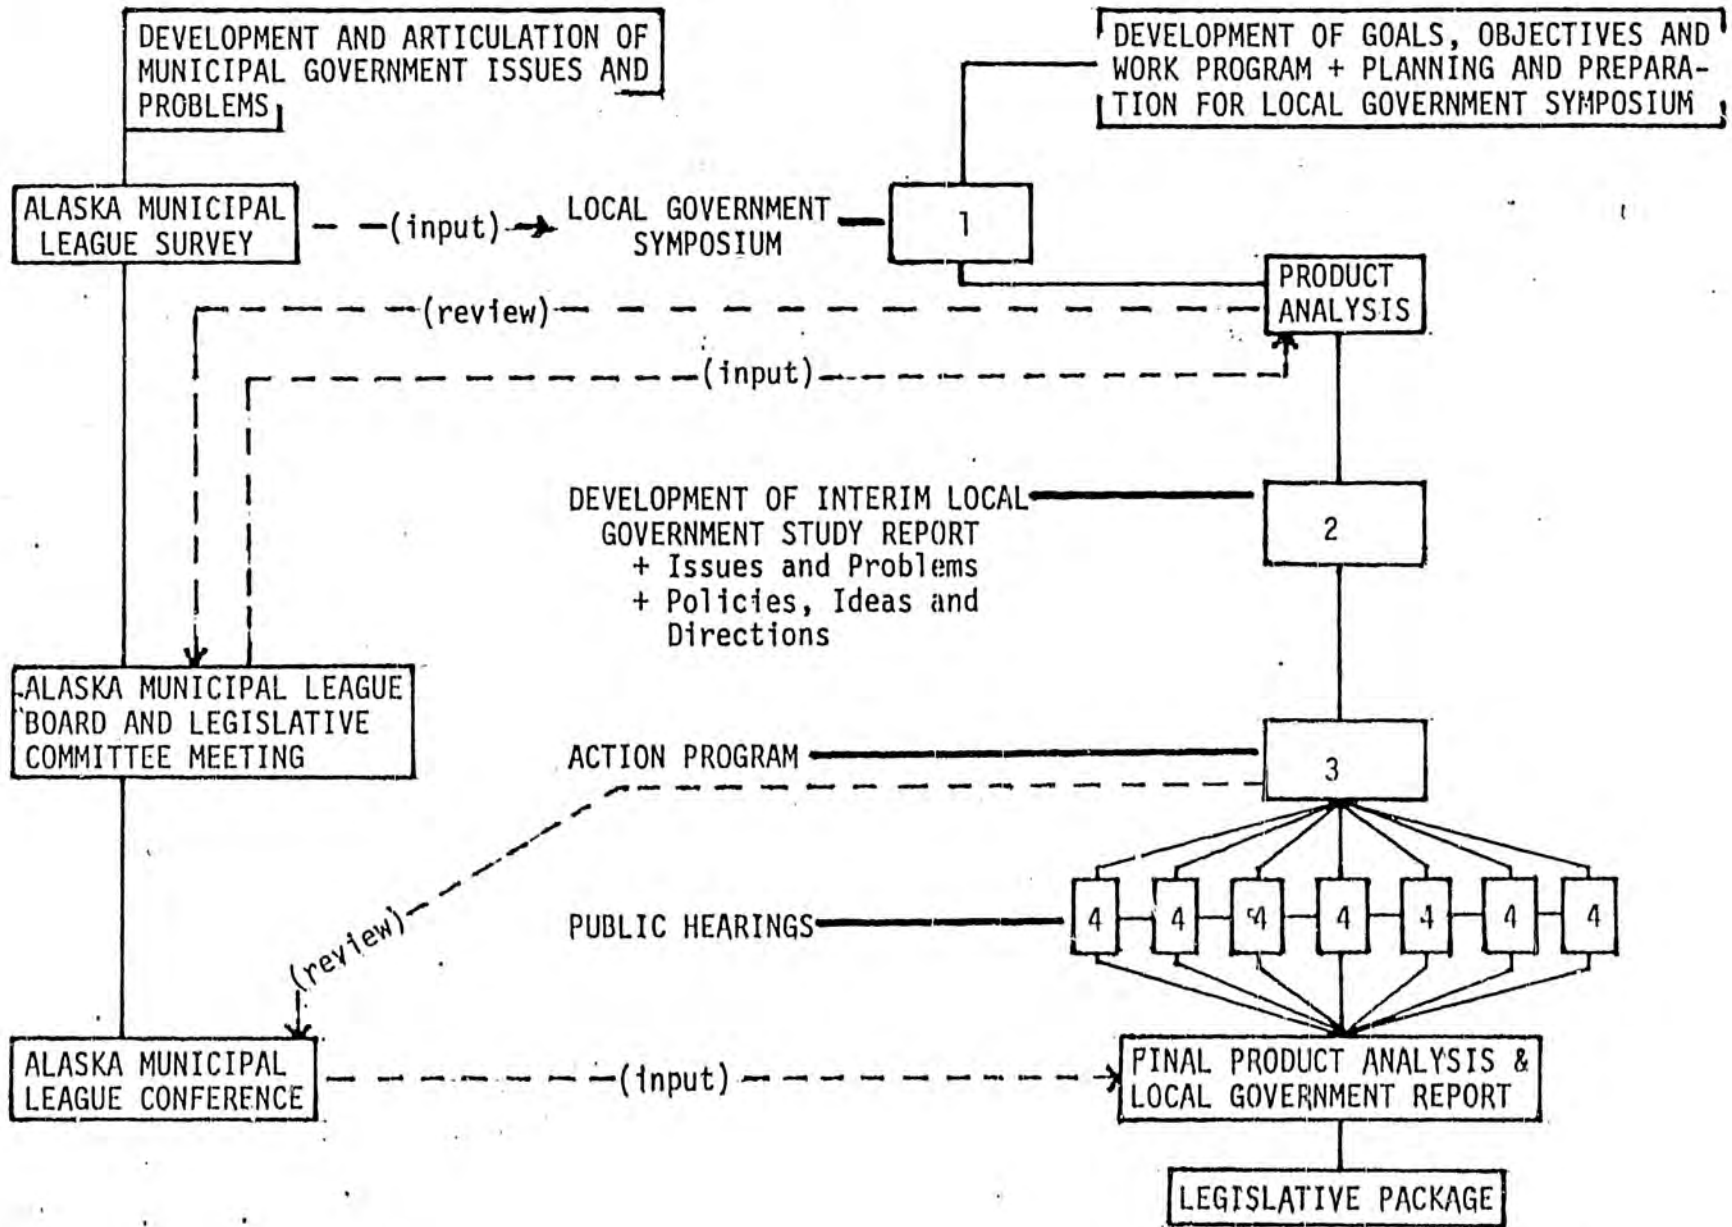 DEVELOPMENT AND ARTICULATION OF
MUNICIPAL GOVERNMENT ISSUES AND
PROBLEMS
DEVELOPMENT OF GOALS, OBJECTIVES AND
WORK PROGRAM + PLANNING AND PREPARA-
TION FOR LOCAL GOVERNMENT SYMPOSIUM
ALASKA MUNICIPAL
LEAGUE SURVEY
(input)
LOCAL GOVERNMENT
SYMPOSIUM
1
PRODUCT
ANALYSIS
(review)
(input)
DEVELOPMENT OF INTERIM LOCAL
GOVERNMENT STUDY REPORT
+ Issues and Problems
+ Policies, Ideas and
Directions
2
ALASKA MUNICIPAL LEAGUE
BOARD AND LEGISLATIVE
COMMITTEE MEETING
ACTION PROGRAM
3
(review)
PUBLIC HEARINGS
4 4 4 4 4 4 4
ALASKA MUNICIPAL
LEAGUE CONFERENCE
(input)
FINAL PRODUCT ANALYSIS &
LOCAL GOVERNMENT REPORT
LEGISLATIVE PACKAGE